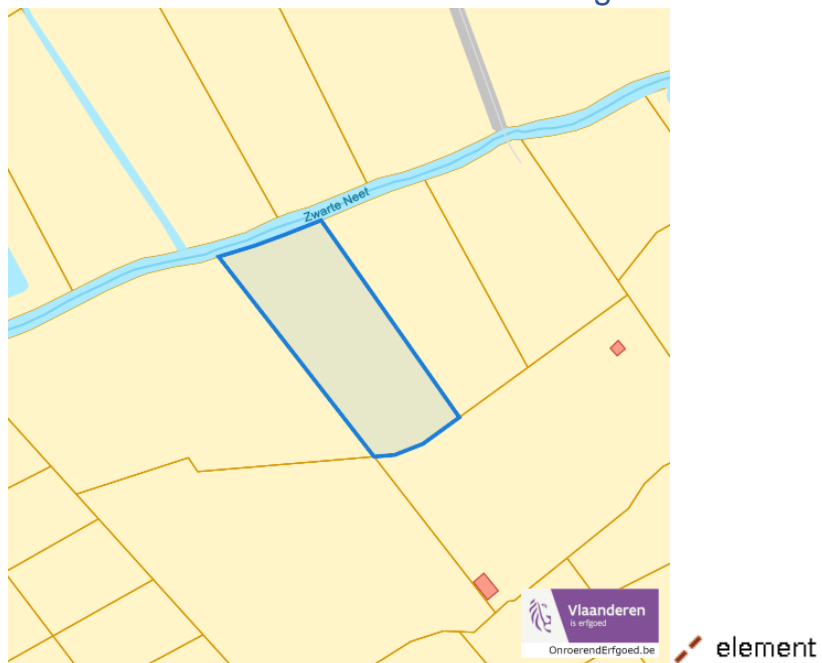 Zwarte Neet
Vlaanderen
is erfgoed
OnroerendErfgoed.be
element